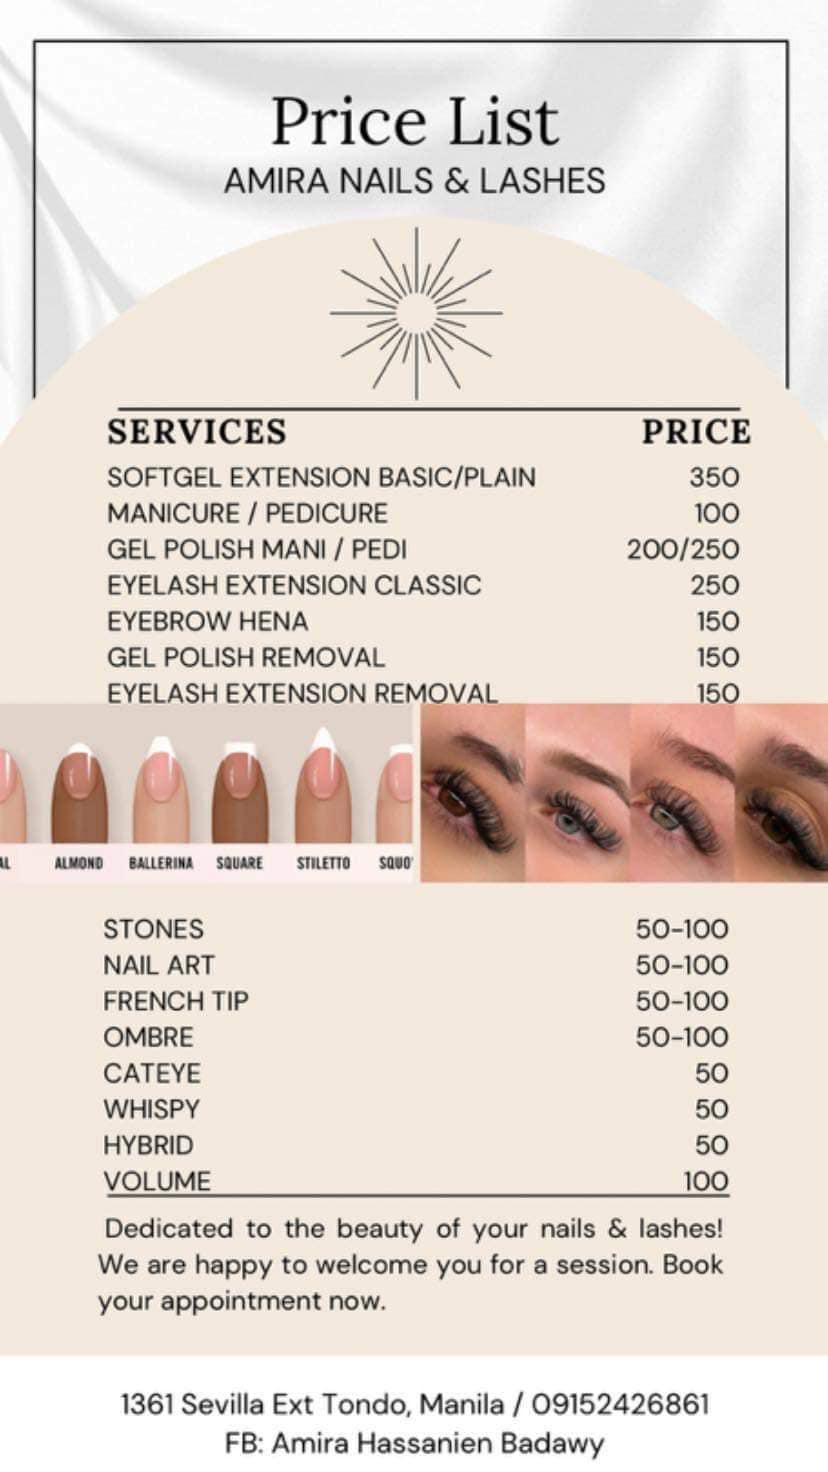 Price List
AMIRA NAILS & LASHES
SERVICES PRICE
SOFTGEL EXTENSION BASIC/PLAIN 350
MANICURE / PEDICURE 100
GEL POLISH MANI / PEDI 200/250
EYELASH EXTENSION CLASSIC 250
EYEBROW HENA 150
GEL POLISH REMOVAL 150
EYELASH EXTENSION REMOVAL 150
AL ALMOND BALLERINA SQUARE STILETTO SQUO
STONES 50-100
NAIL ART 50-100
FRENCH TIP 50-100
OMBRE 50-100
CATEYE 50
WHISPY 50
HYBRID 50
VOLUME 100
Dedicated to the beauty of your nails & lashes!
We are happy to welcome you for a session. Book
your appointment now.
1361 Sevilla Ext Tondo, Manila / 09152426861
FB: Amira Hassanien Badawy